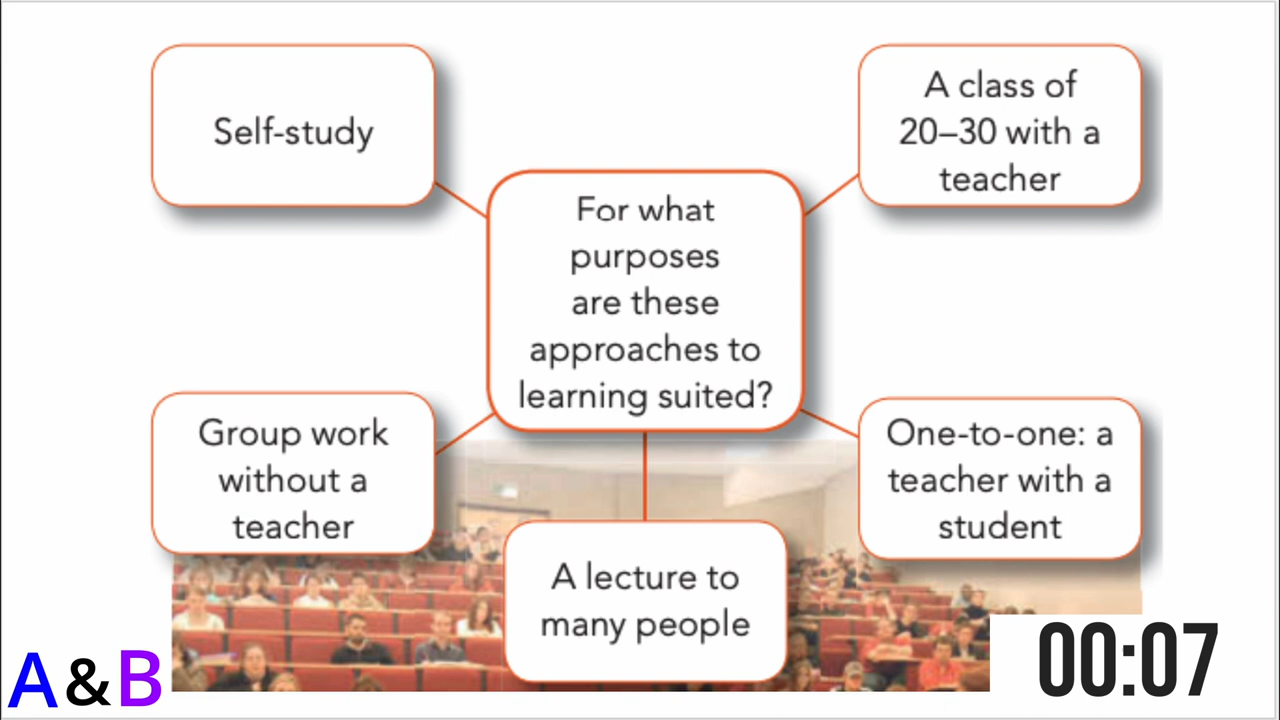 Self-study
A class of
20–30 with a
teacher
For what
purposes
are these
approaches to
learning suited?
Group work
without a
teacher
One-to-one: a
teacher with a
student
A lecture to
many people
A&B
00:07